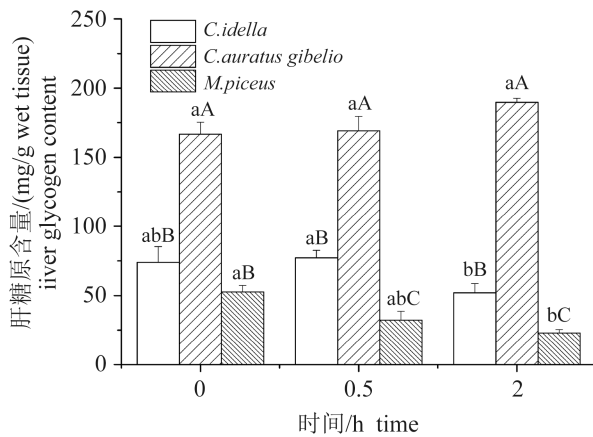 肝糖原含量/(mg/g wet tissue)
iiver glycogen content
250
200
150
100
50
0
C.idella
C.auratus gibelio
M.piceus
abB
aA
aB
aB
aA
abC
bB
aA
bC
0
0.5
2
时间/h time